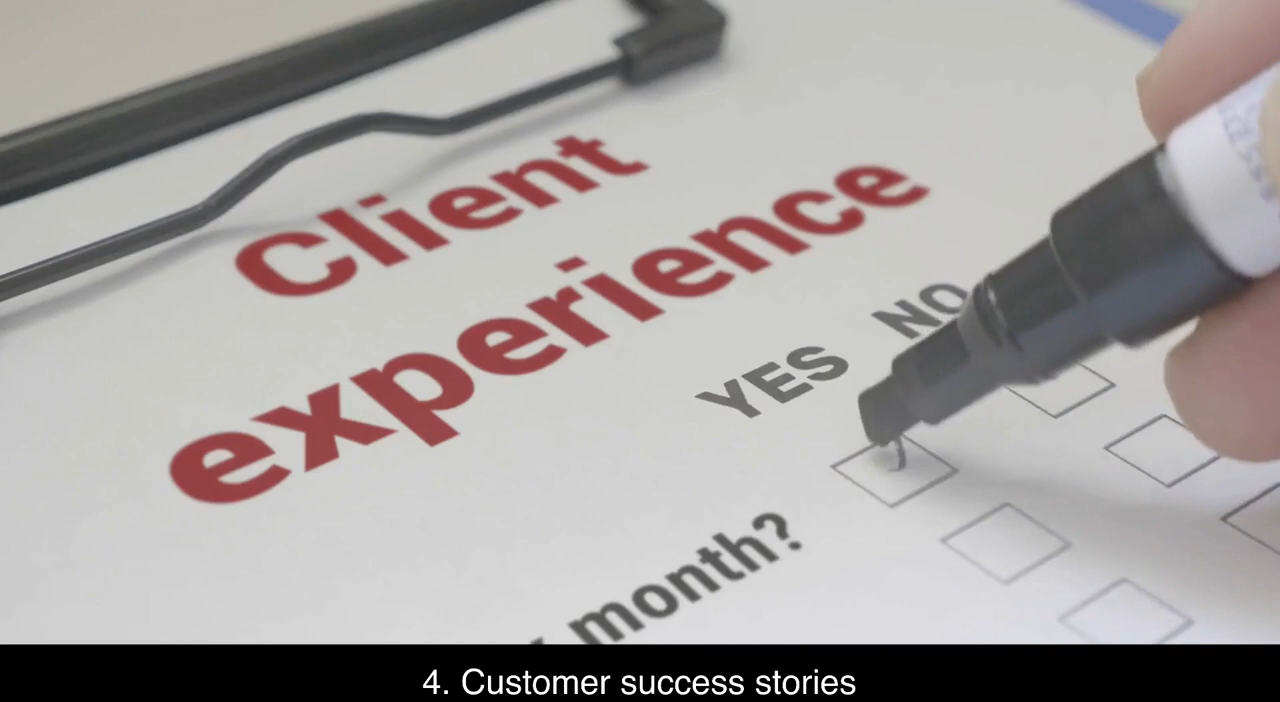 Client
experience
YES NO
month?
4. Customer success stories